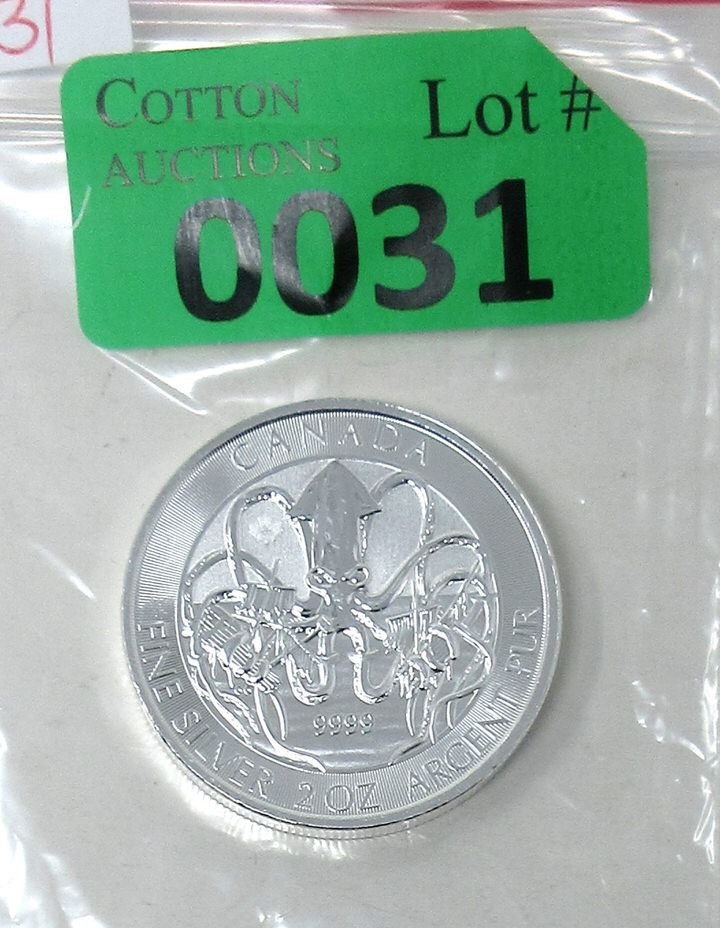 31
COTTON
AUCTIONS
Lot #
0031
CANADA
9999
FINE SILVER 2 OZ ARGENT PUR